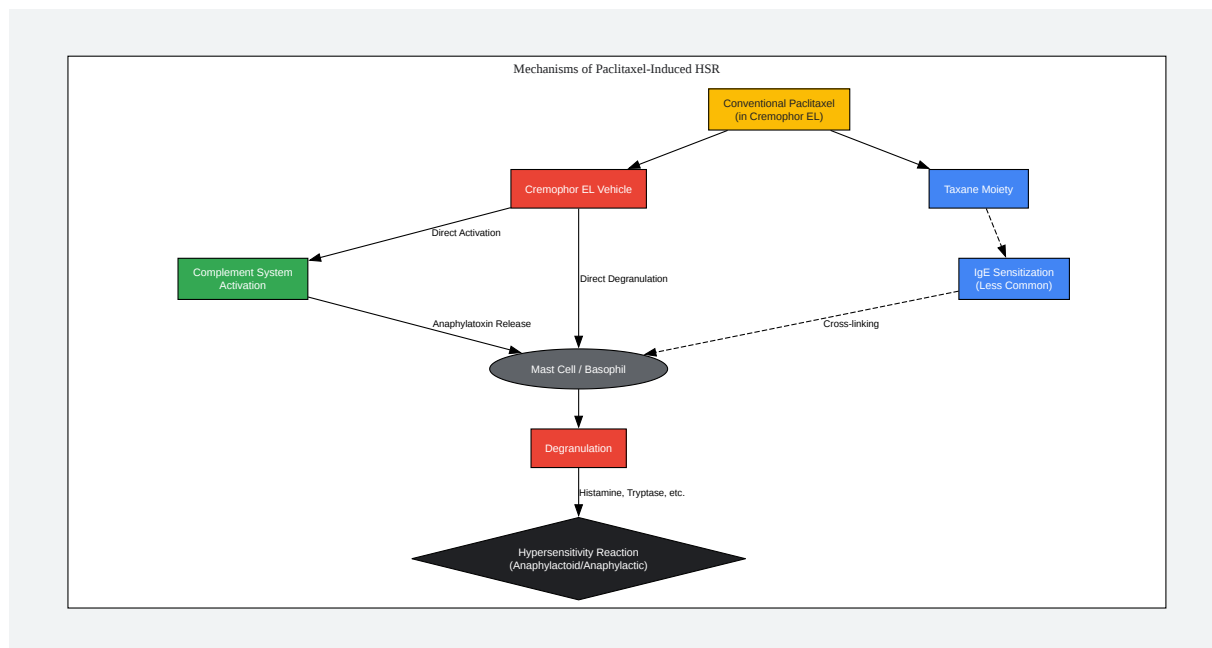 Mechanisms of Paclitaxel-Induced HSR
Conventional Paclitaxel
(in Cremophor EL)
Cremophor EL Vehicle
Taxane Moiety
Direct Activation
Complement System
Activation
Direct Degranulation
IgE Sensitization
(Less Common)
Anaphylatoxin Release
Cross-linking
Mast Cell / Basophil
Degranulation
Histamine, Tryptase, etc.
Hypersensitivity Reaction
(Anaphylactoid/Anaphylactic)